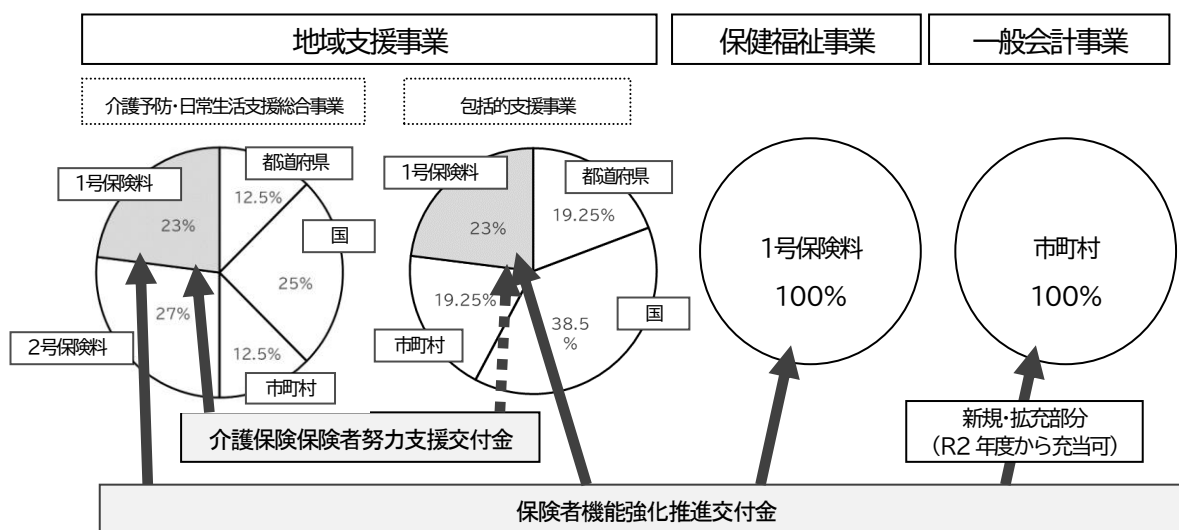 地域支援事業
保健福祉事業
一般会計事業
介護予防・日常生活支援総合事業
包括的支援事業
都道府県
1号保険料
12.5%
23%
国
25%
27%
2号保険料
12.5%
市町村
1号保険料
都道府県
19.25%
23%
19.25%
国
38.5
%
市町村
1号保険料
100%
市町村
100%
介護保険保険者努力支援交付金
新規・拡充部分
(R2 年度から充当可)
保険者機能強化推進交付金